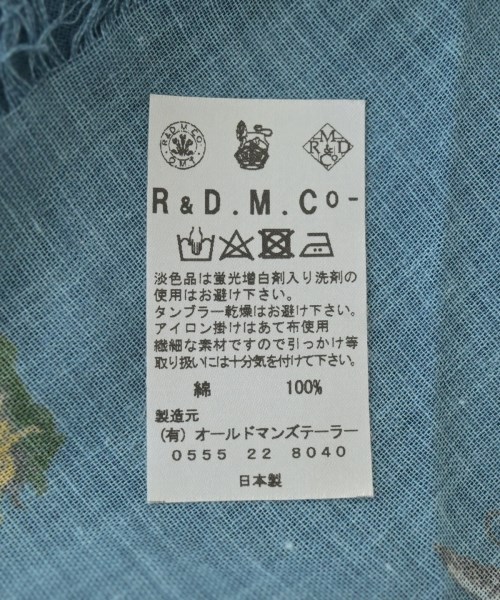 R&D.M.CO-
O.M.T
M
R&D
Co
R&D.M.Co-
淡色品は蛍光増白剤入り洗剤の
使用はお避け下さい。
タンブラー乾燥はお避け下さい。
アイロン掛けはあて布使用
繊細な素材ですので引っかけ等
取り扱いには十分気を付けて下さい。
綿 100%
製造元
(有) オールドマンズテーラー
0555 22 8040
日本製